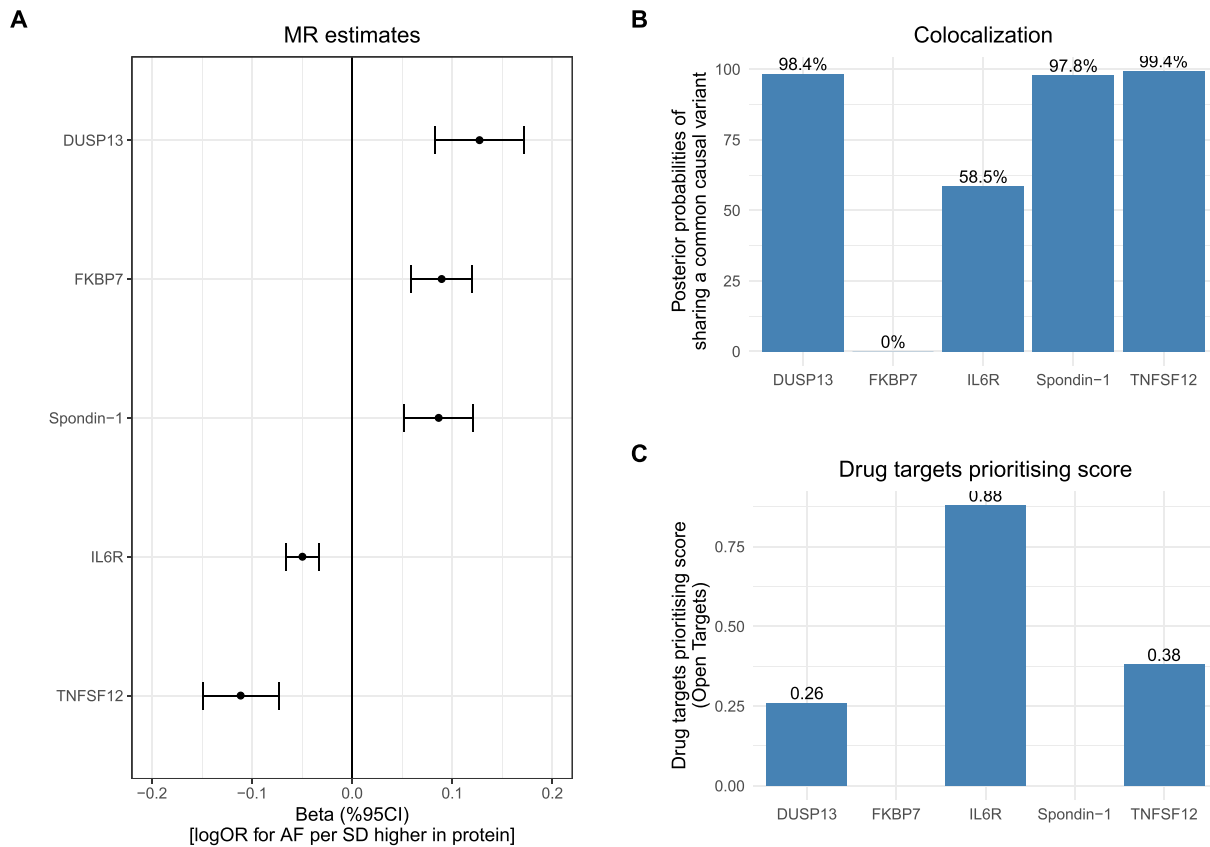 A
MR estimates
DUSP13
FKBP7
Spondin−1
IL6R
TNFSF12
−0.2 −0.1 0.0 0.1 0.2
Beta (%95CI)
[logOR for AF per SD higher in protein]
B
Colocalization
Posterior probabilities of
sharing a common causal variant
100
75
50
25
0
98.4%
0%
58.5%
97.8%
99.4%
DUSP13 FKBP7 IL6R Spondin−1 TNFSF12
C
Drug targets prioritising score
Drug targets prioritising score
(Open Targets)
0.75
0.50
0.25
0.00
0.26
0.88
0.38
DUSP13 FKBP7 IL6R Spondin−1 TNFSF12